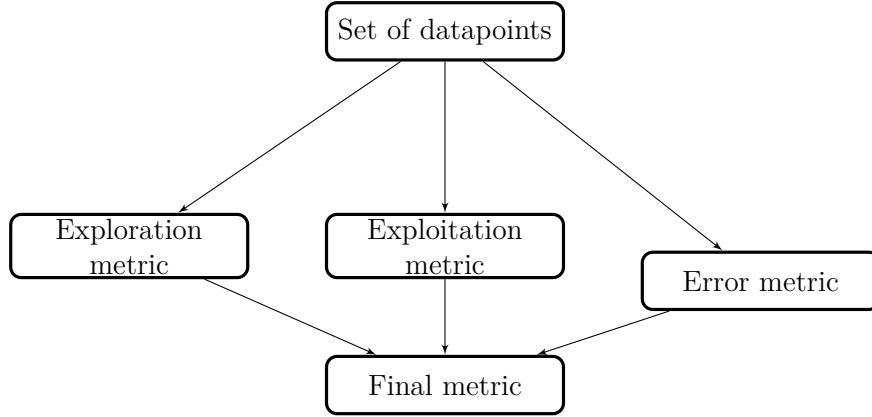 Set of datapoints
Exploration
metric
Exploitation
metric
Error metric
Final metric